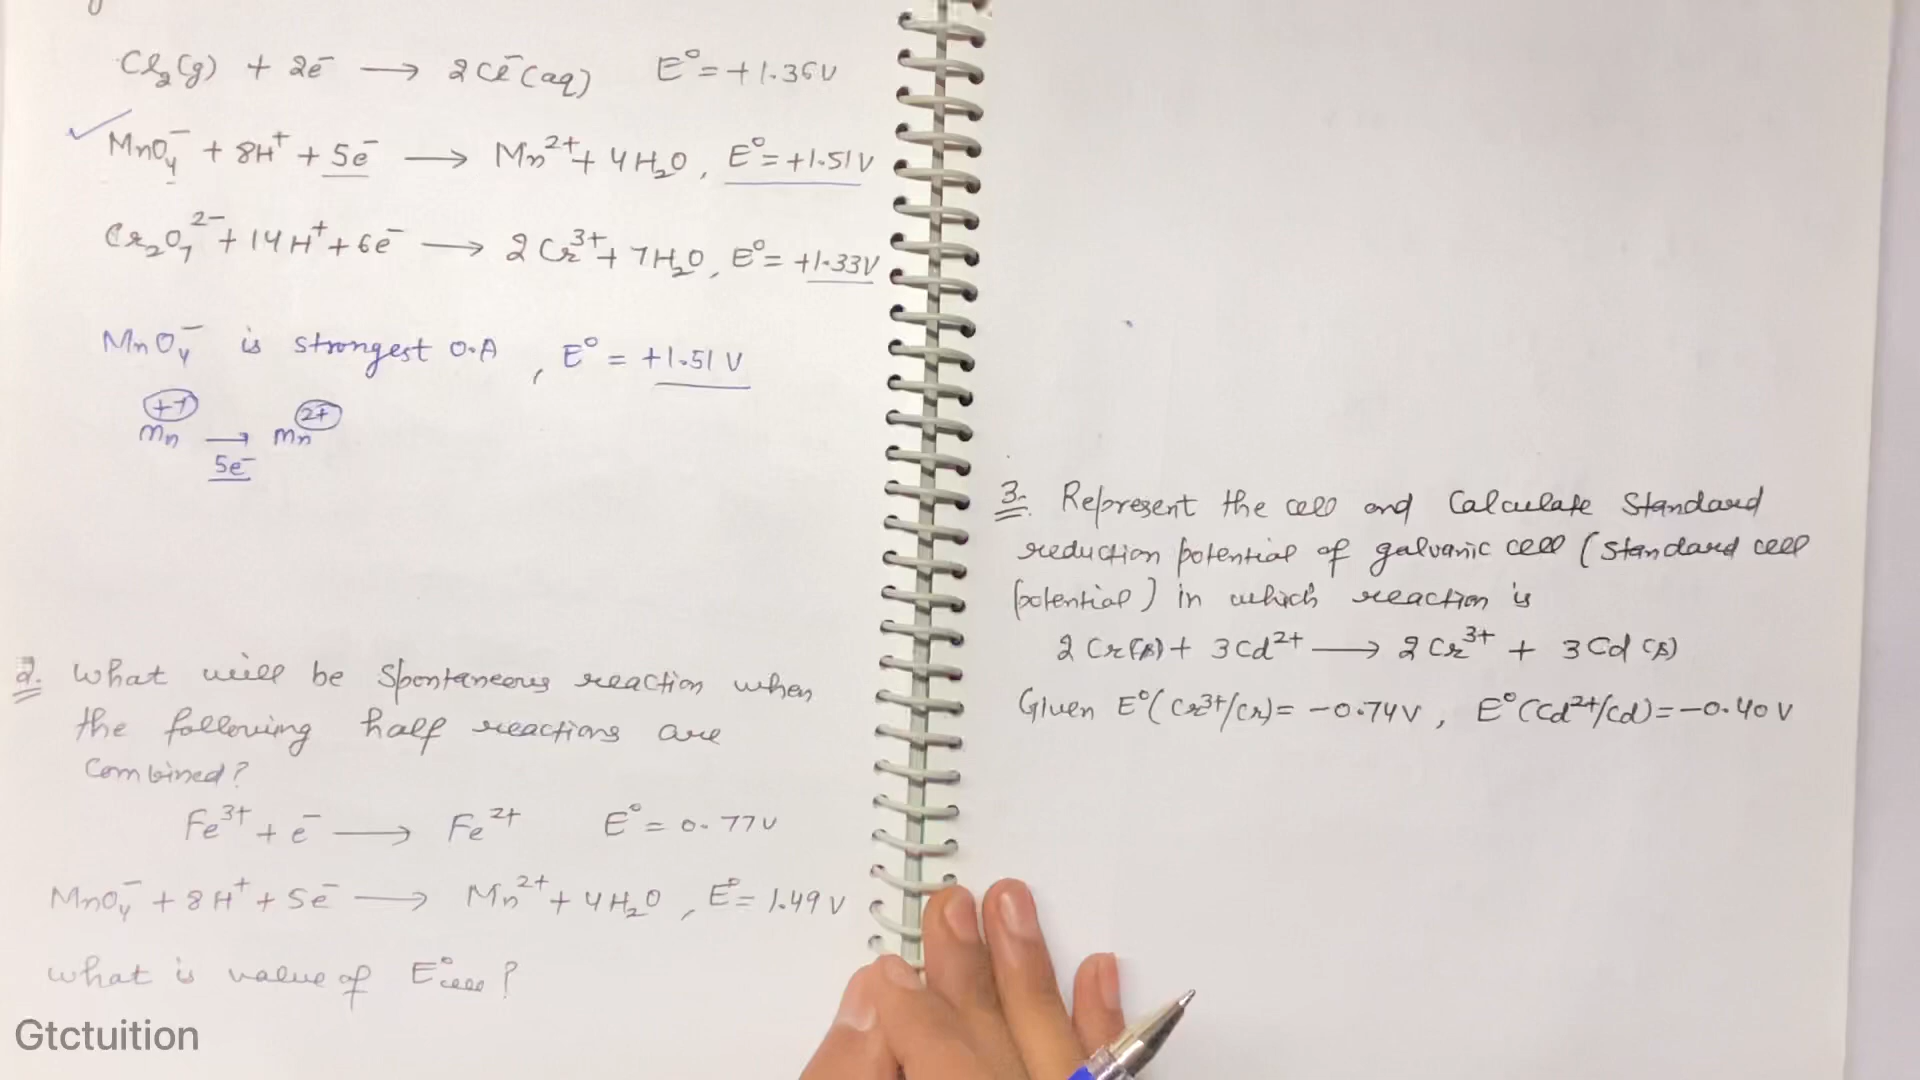 Cl₂(g) + 2e⁻ ⟶ 2Cl⁻(aq) E° = +1.36V
✓ MnO₄⁻ + 8H⁺ + 5e⁻ ⟶ Mn²⁺ + 4H₂O, E° = +1.51V
Cr₂O₇²⁻ + 14H⁺ + 6e⁻ ⟶ 2Cr³⁺ + 7H₂O, E° = +1.33V
MnO₄⁻ is strongest O.A, E° = +1.51 V
+7 2+
Mn ⟶ Mn
5e⁻
2. What will be Spontaneous reaction when
the following half reactions are
Combined?
Fe³⁺ + e⁻ ⟶ Fe²⁺ E° = 0.77V
MnO₄⁻ + 8H⁺ + 5e⁻ ⟶ Mn²⁺ + 4H₂O, E° = 1.49V
What is value of E°cell?
3. Represent the cell and Calculate Standard
reduction potential of galvanic cell (Standard cell
potential) in which reaction is
2Cr(s) + 3Cd²⁺ ⟶ 2Cr³⁺ + 3Cd(s)
Given E°(Cr³⁺/Cr) = -0.74V, E°(Cd²⁺/Cd) = -0.40V
Gtctuition